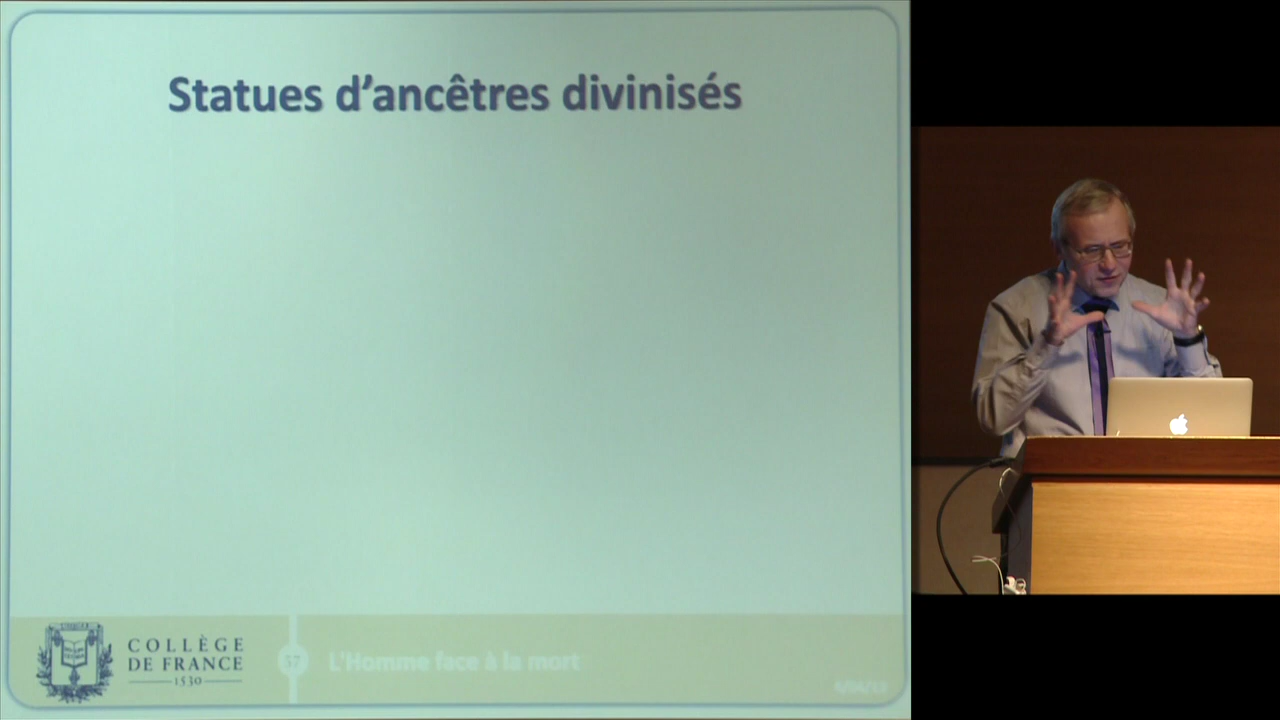 Statues d’ancêtres divinisés
COLLÈGE
DE FRANCE
1530
57
L'Homme face à la mort